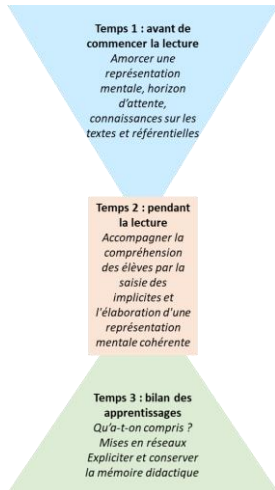 Temps 1 : avant de
commencer la lecture
Amorcer une
représentation
mentale, horizon
d'attente,
connaissances sur les
textes et référentielles
Temps 2 : pendant
la lecture
Accompagner la
compréhension
des élèves par la
saisie des
implicites et
l'élaboration d'une
représentation
mentale cohérente
Temps 3 : bilan des
apprentissages
Qu'a-t-on compris ?
Mises en réseaux
Expliciter et conserver
la mémoire didactique